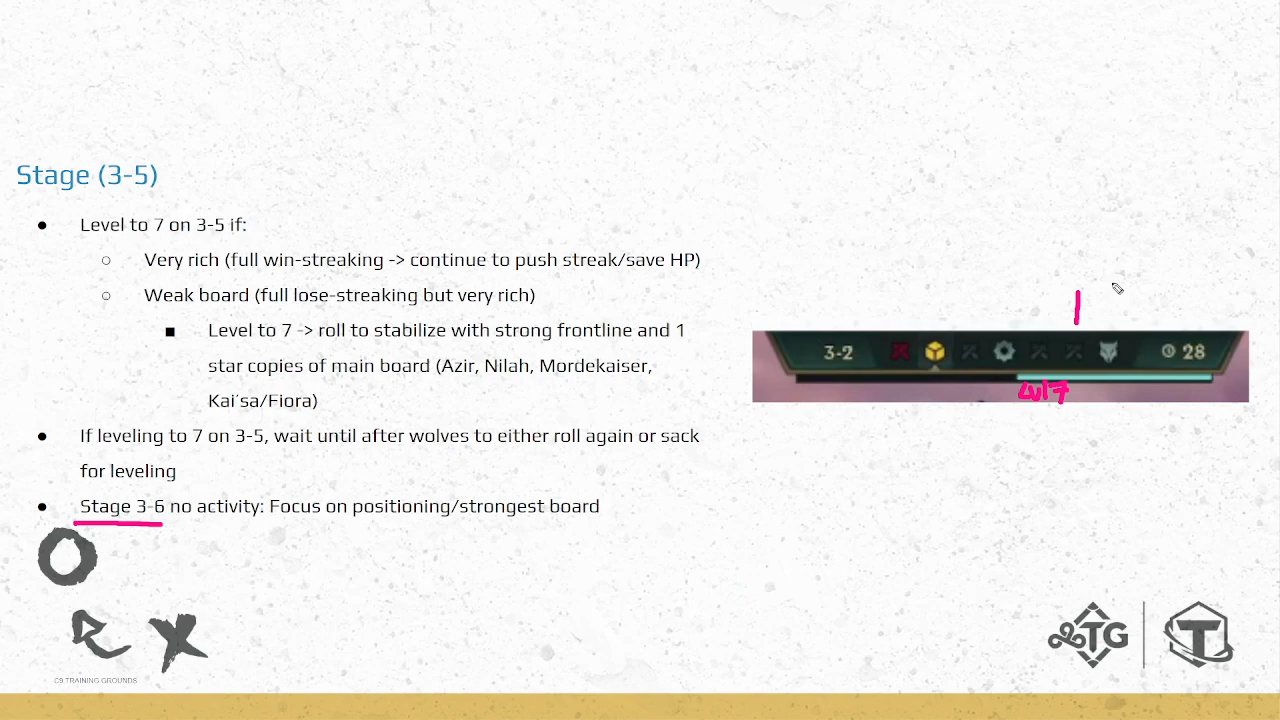 Stage (3-5)
● Level to 7 on 3-5 if:
○ Very rich (full win-streaking -> continue to push streak/save HP)
○ Weak board (full lose-streaking but very rich)
■ Level to 7 -> roll to stabilize with strong frontline and 1
star copies of main board (Azir, Nilah, Mordekaiser,
Kai'sa/Fiora)
● If leveling to 7 on 3-5, wait until after wolves to either roll again or sack
for leveling
● Stage 3-6 no activity: Focus on positioning/strongest board
3-2 28
Lvl7
C9 TRAINING GROUNDS
TG T